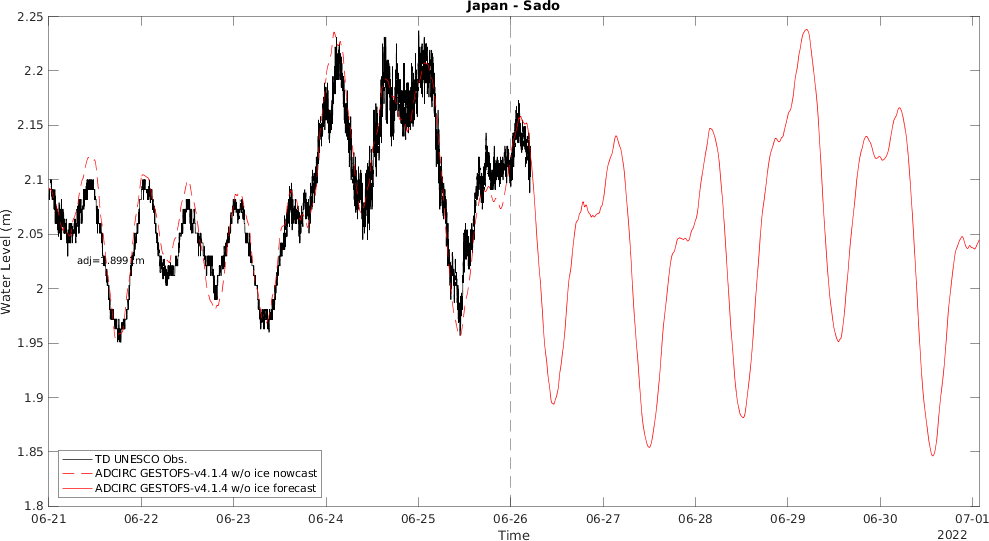 Japan - Sado
2.25
2.2
2.15
2.1
2.05
2
1.95
1.9
1.85
1.8
Water Level (m)
TD UNESCO Obs.
ADCIRC GESTOFS-v4.1.4 w/o ice nowcast
ADCIRC GESTOFS-v4.1.4 w/o ice forecast
06-21 06-22 06-23 06-24 06-25 06-26 06-27 06-28 06-29 06-30 07-01
Time
2022